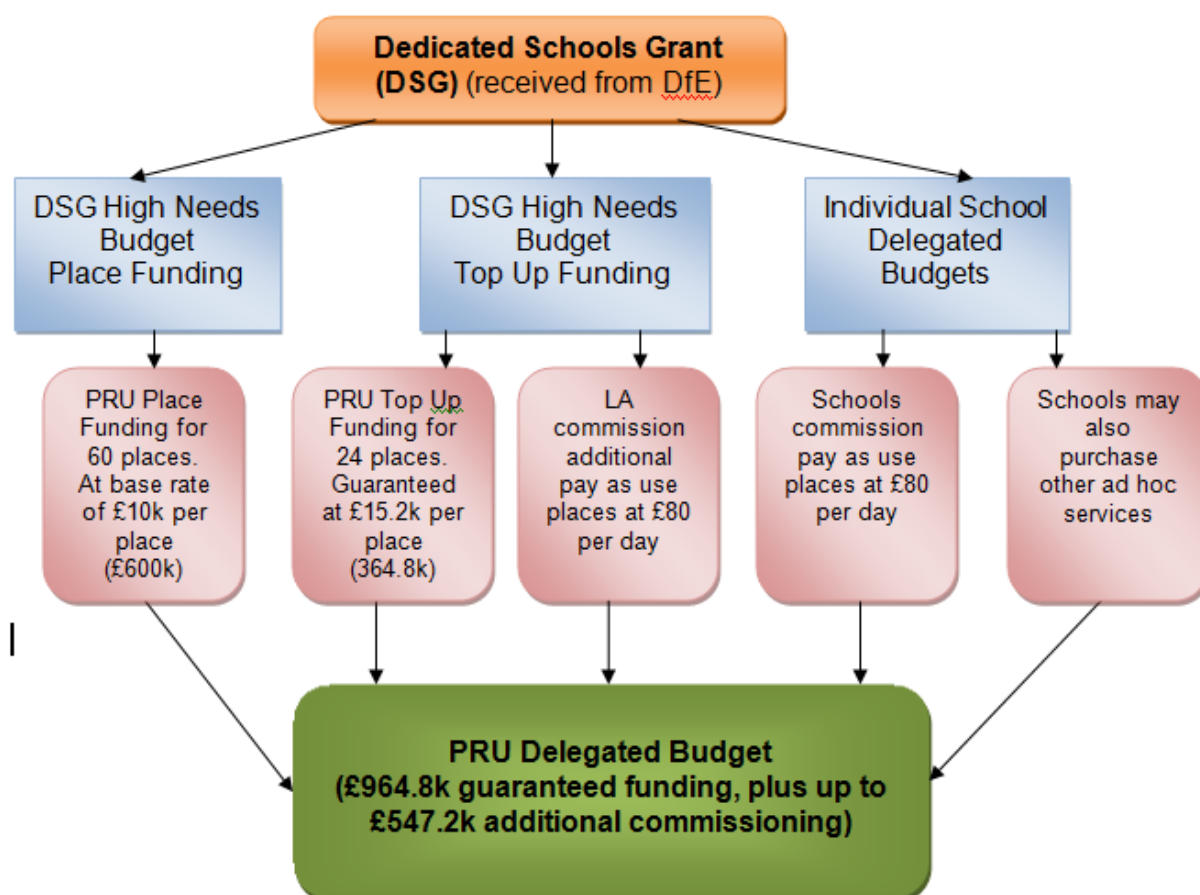 Dedicated Schools Grant
(DSG) (received from DfE)
DSG High Needs
Budget
Place Funding
DSG High Needs
Budget
Top Up Funding
Individual School
Delegated
Budgets
PRU Place
Funding for
60 places.
At base rate
of £10k per
place
(£600k)
PRU Top Up
Funding for
24 places.
Guaranteed
at £15.2k per
place
(364.8k)
LA
commission
additional
pay as use
places at £80
per day
Schools
commission
pay as use
places at £80
per day
Schools may
also
purchase
other ad hoc
services
PRU Delegated Budget
(£964.8k guaranteed funding, plus up to
£547.2k additional commissioning)